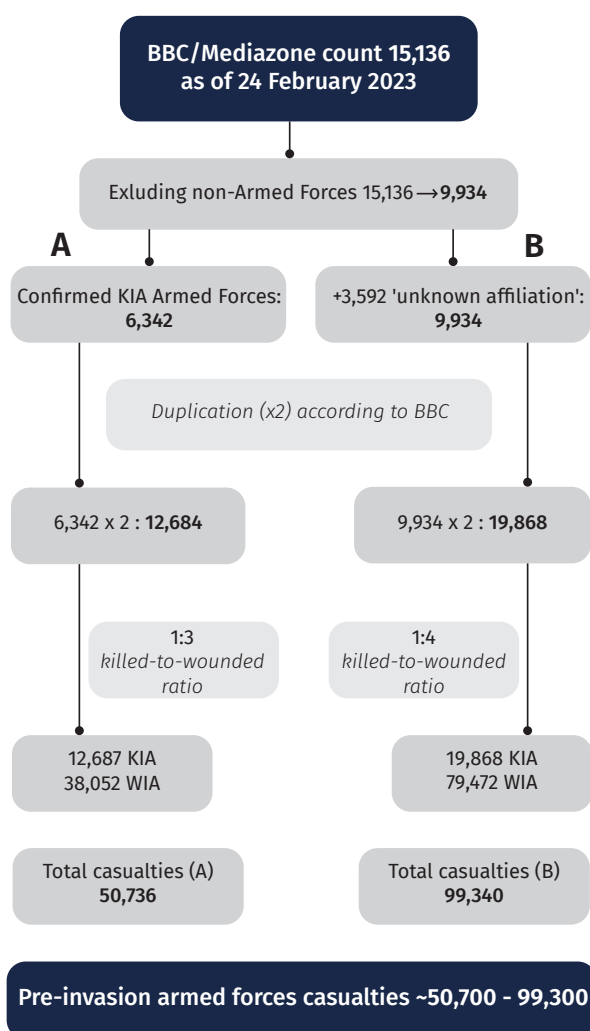 BBC/Mediazone count 15,136
as of 24 February 2023
Exluding non-Armed Forces 15,136→9,934
A
B
Confirmed KIA Armed Forces:
6,342
+3,592 'unknown affiliation':
9,934
Duplication (x2) according to BBC
6,342 x 2 : 12,684
9,934 x 2 : 19,868
1:3
killed-to-wounded
ratio
1:4
killed-to-wounded
ratio
12,687 KIA
38,052 WIA
19,868 KIA
79,472 WIA
Total casualties (A)
50,736
Total casualties (B)
99,340
Pre-invasion armed forces casualties ~50,700 - 99,300